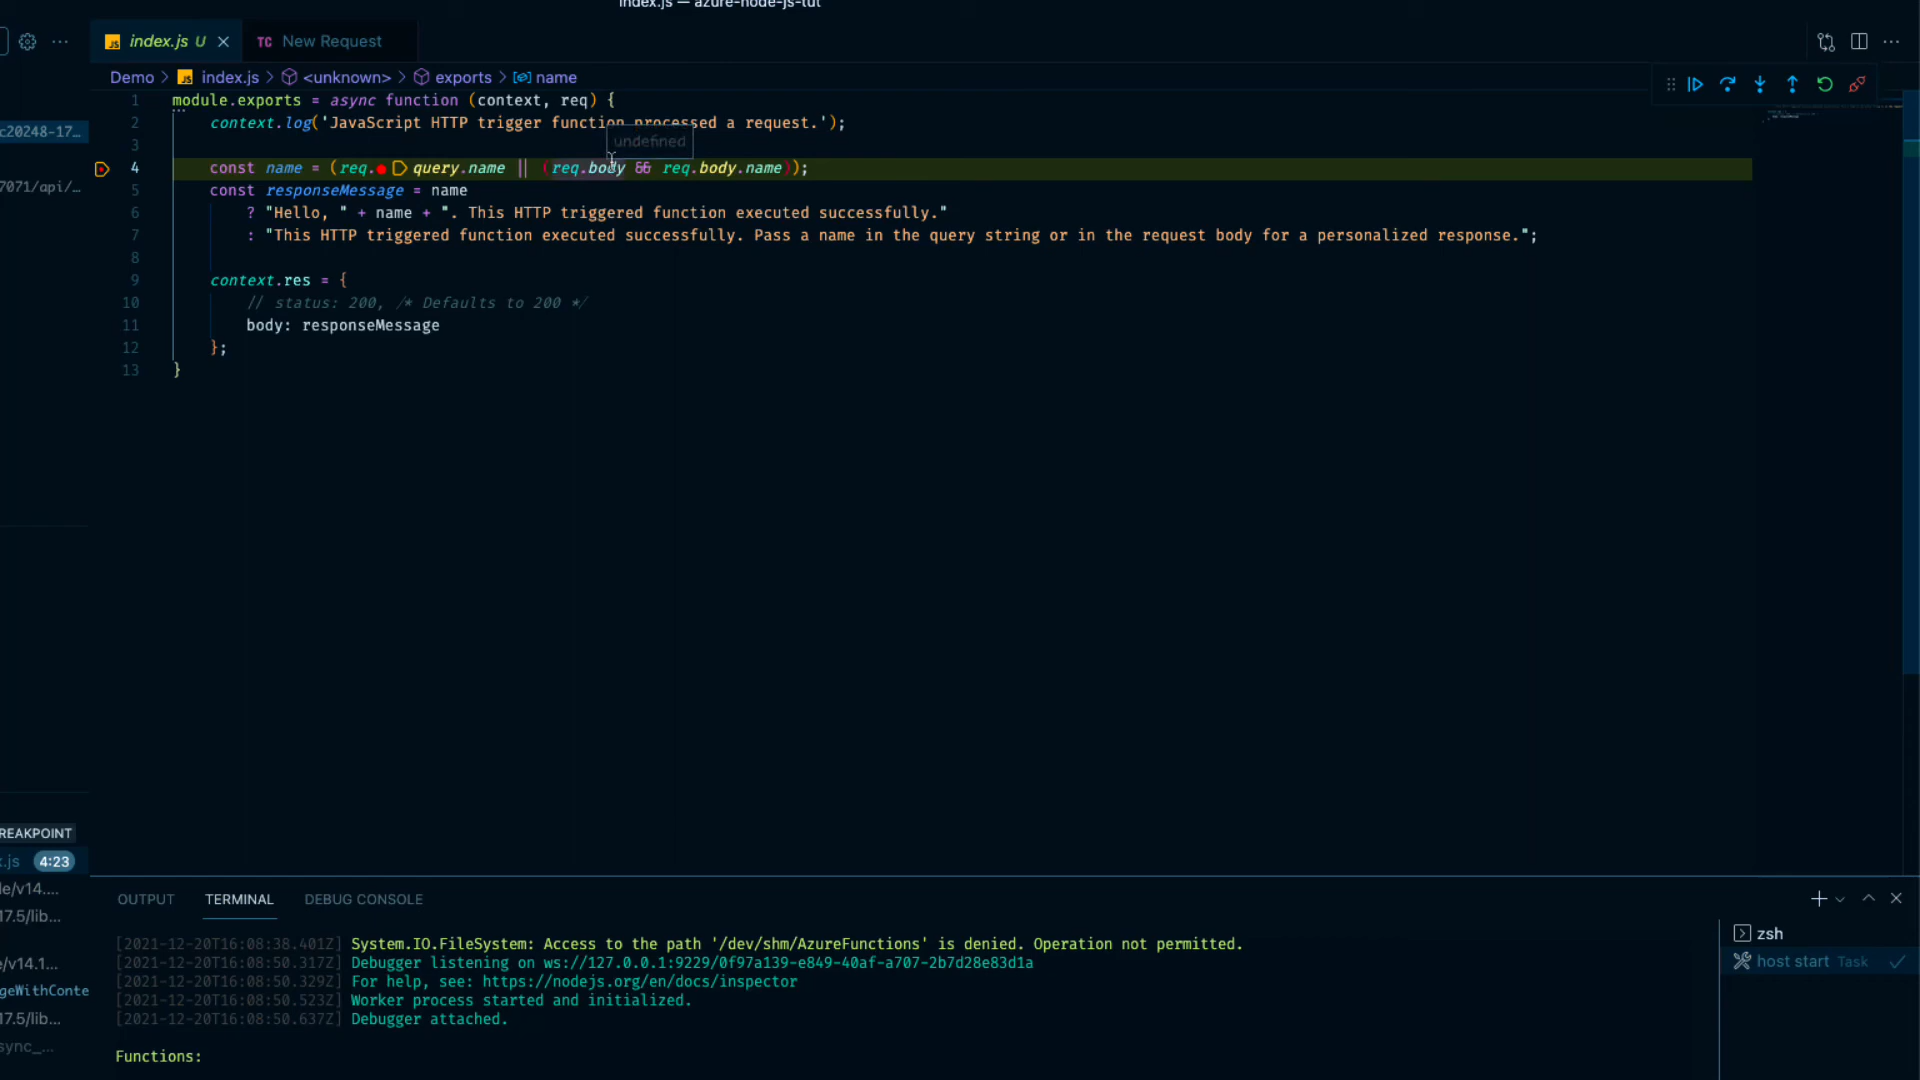 index.js — azure-node-js-tut
index.js U
TC New Request
Demo > JS index.js > <unknown> > exports > name
1 module.exports = async function (context, req) {
2 context.log('JavaScript HTTP trigger function processed a request.');
undefined
3
4 const name = (req.query.name || (req.body && req.body.name));
5 const responseMessage = name
6 ? "Hello, " + name + ". This HTTP triggered function executed successfully."
7 : "This HTTP triggered function executed successfully. Pass a name in the query string or in the request body for a personalized response.";
8
9 context.res = {
10 // status: 200, /* Defaults to 200 */
11 body: responseMessage
12 };
13 }
c20248-17...
7071/api/...
REAKPOINT
.js 4:23
le/v14....
17.5/lib...
/v14.1...
geWithConte
17.5/lib...
sync_...
OUTPUT TERMINAL DEBUG CONSOLE
[2021-12-20T16:08:38.401Z] System.IO.FileSystem: Access to the path '/dev/shm/AzureFunctions' is denied. Operation not permitted.
[2021-12-20T16:08:50.317Z] Debugger listening on ws://127.0.0.1:9229/0f97a139-e849-40af-a707-2b7d28e83d1a
[2021-12-20T16:08:50.329Z] For help, see: https://nodejs.org/en/docs/inspector
[2021-12-20T16:08:50.523Z] Worker process started and initialized.
[2021-12-20T16:08:50.637Z] Debugger attached.
Functions:
zsh
host start Task